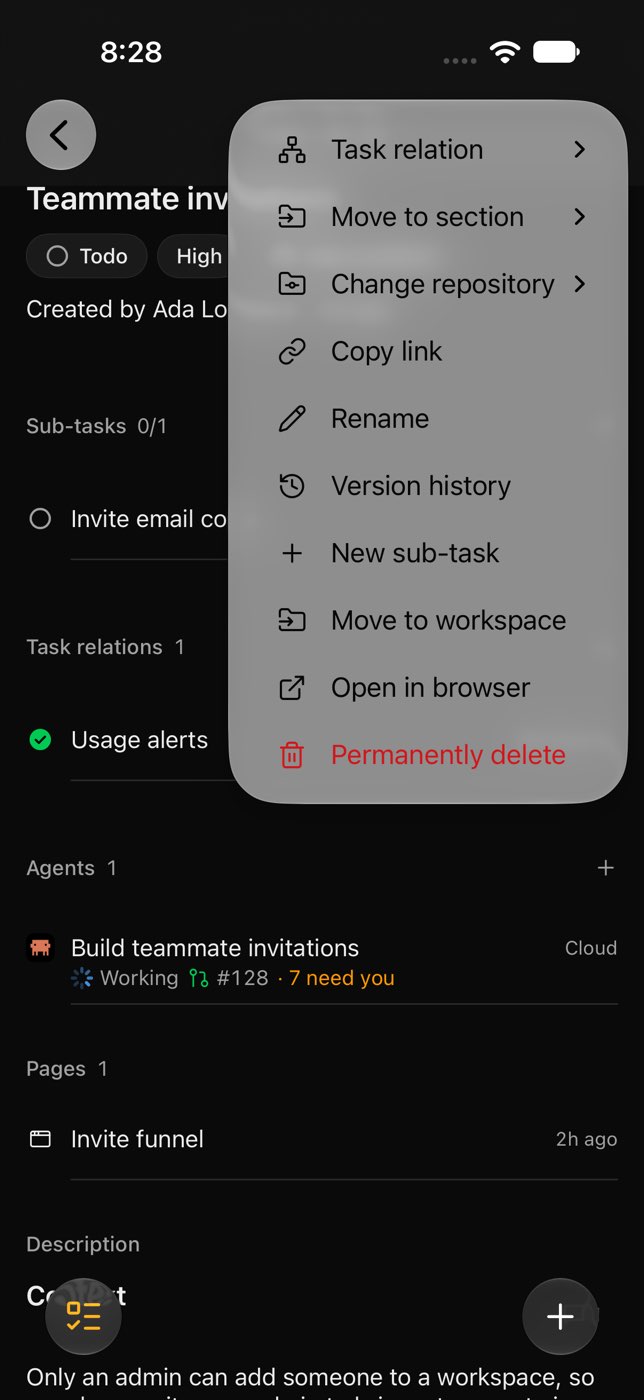 8:28
Task relation
Move to section
Change repository
Copy link
Rename
Version history
New sub-task
Move to workspace
Open in browser
Permanently delete
Teammate inv
Todo
High
Created by Ada Lo
Sub-tasks 0/1
Invite email co
Task relations 1
Usage alerts
Agents 1
Build teammate invitations
Cloud
Working #128 · 7 need you
Pages 1
Invite funnel
2h ago
Description
Only an admin can add someone to a workspace, so